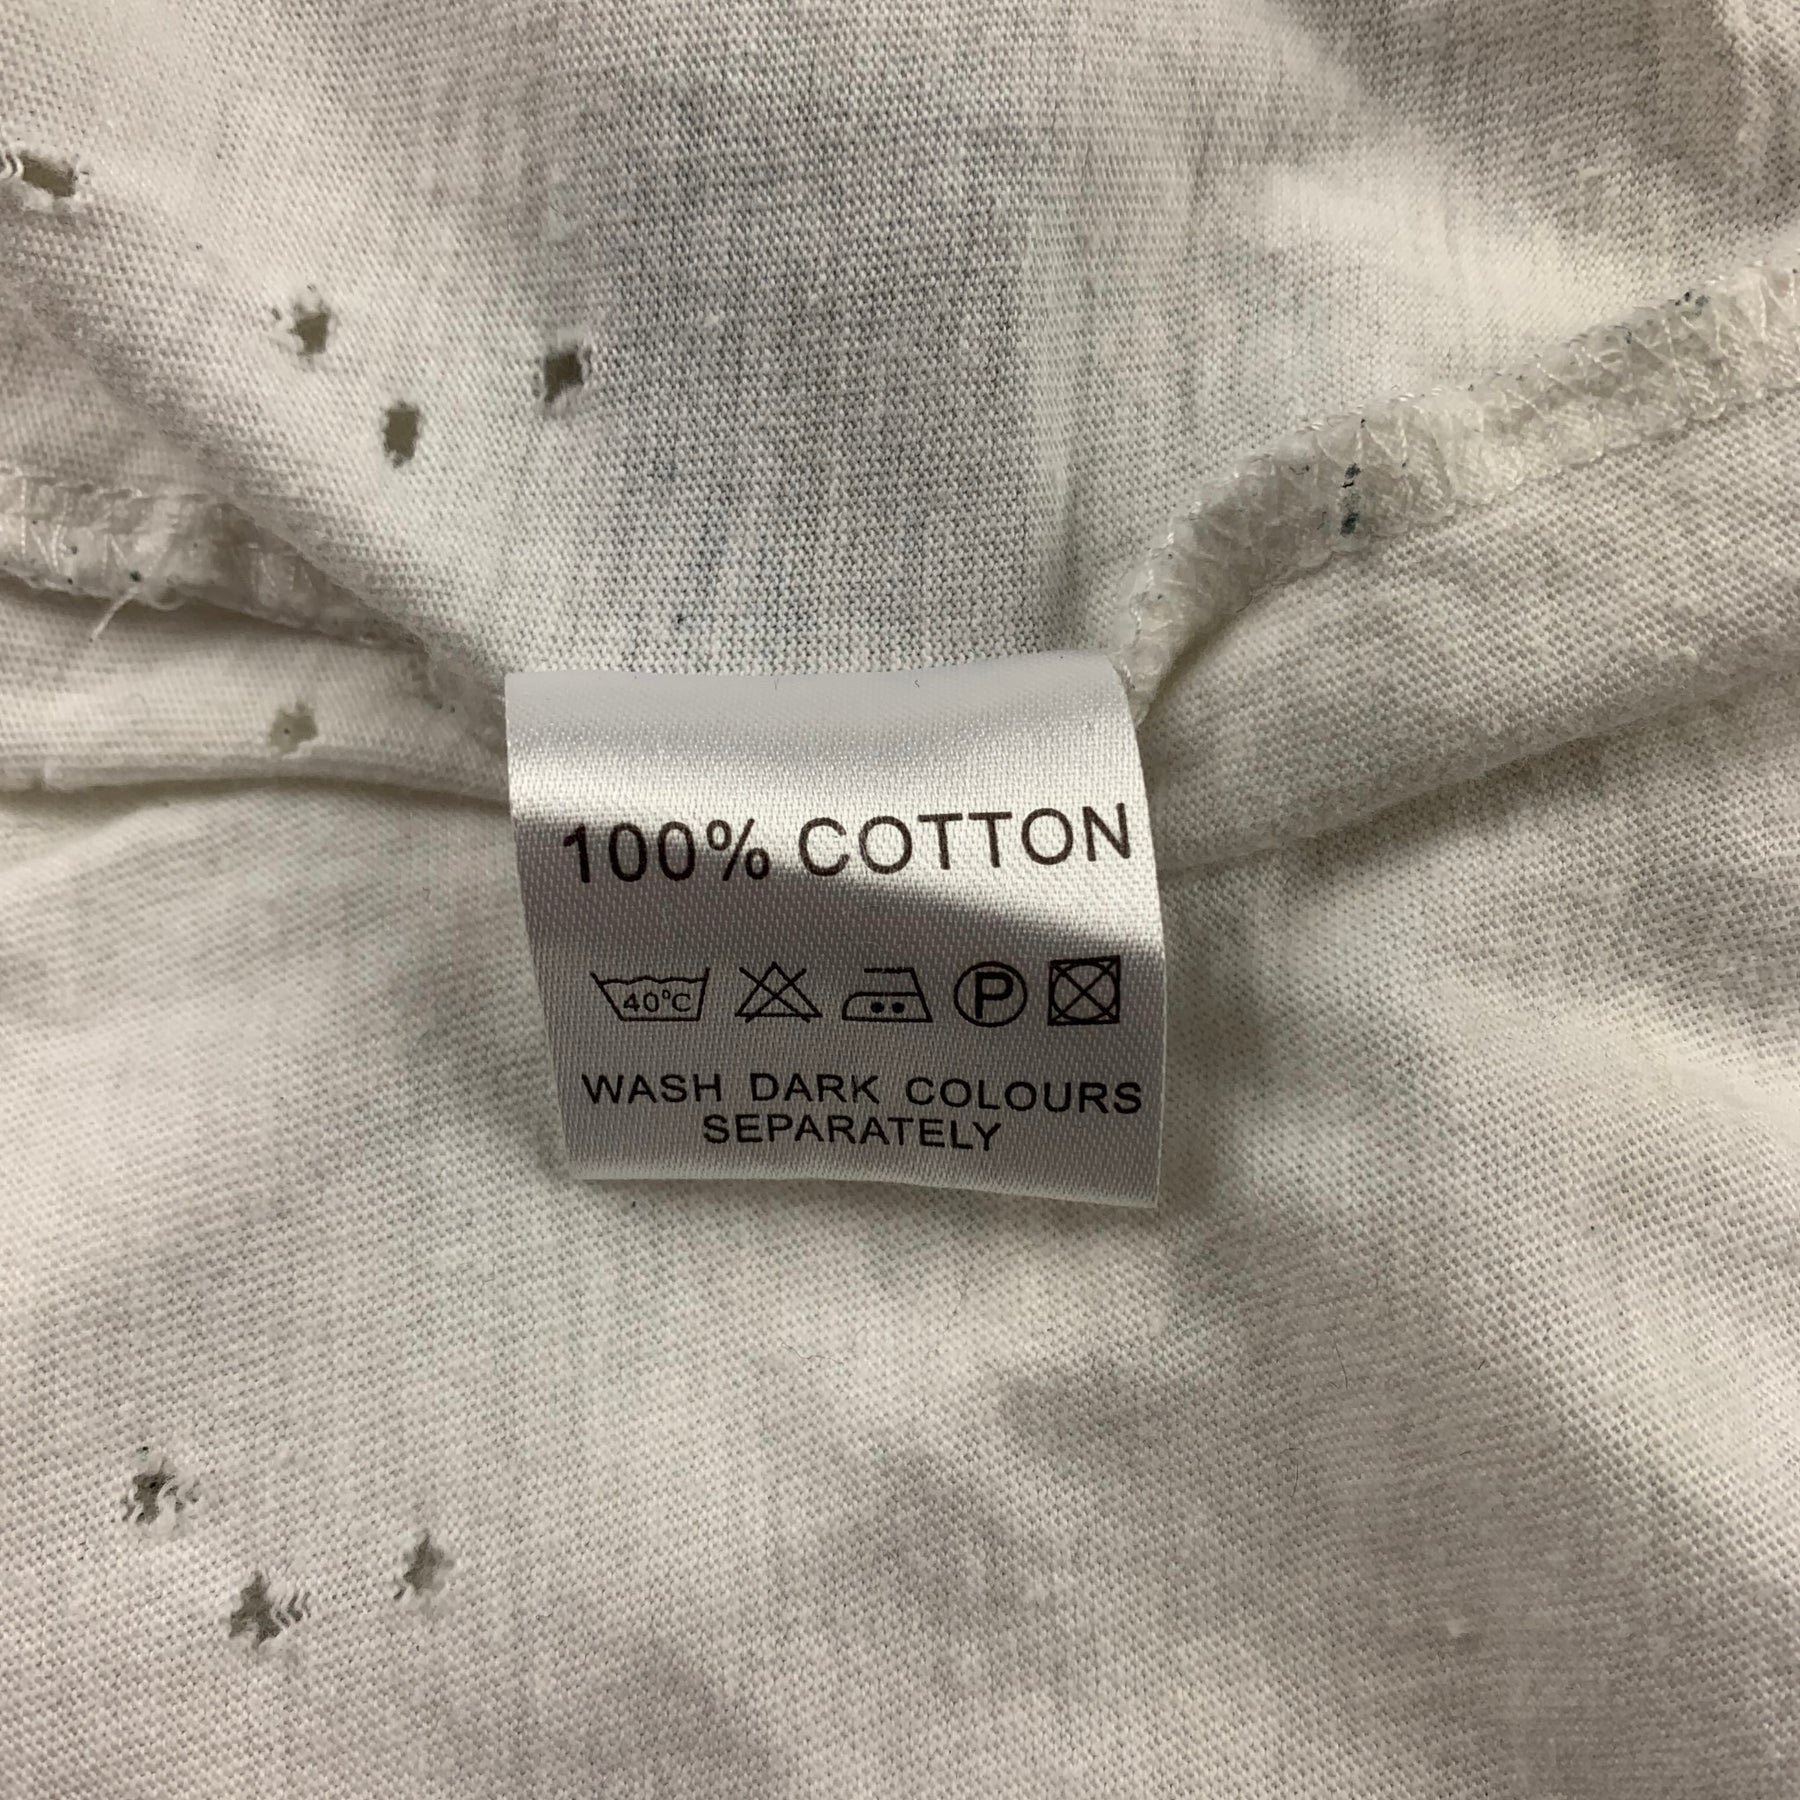 100% COTTON
40°C P
WASH DARK COLOURS
SEPARATELY